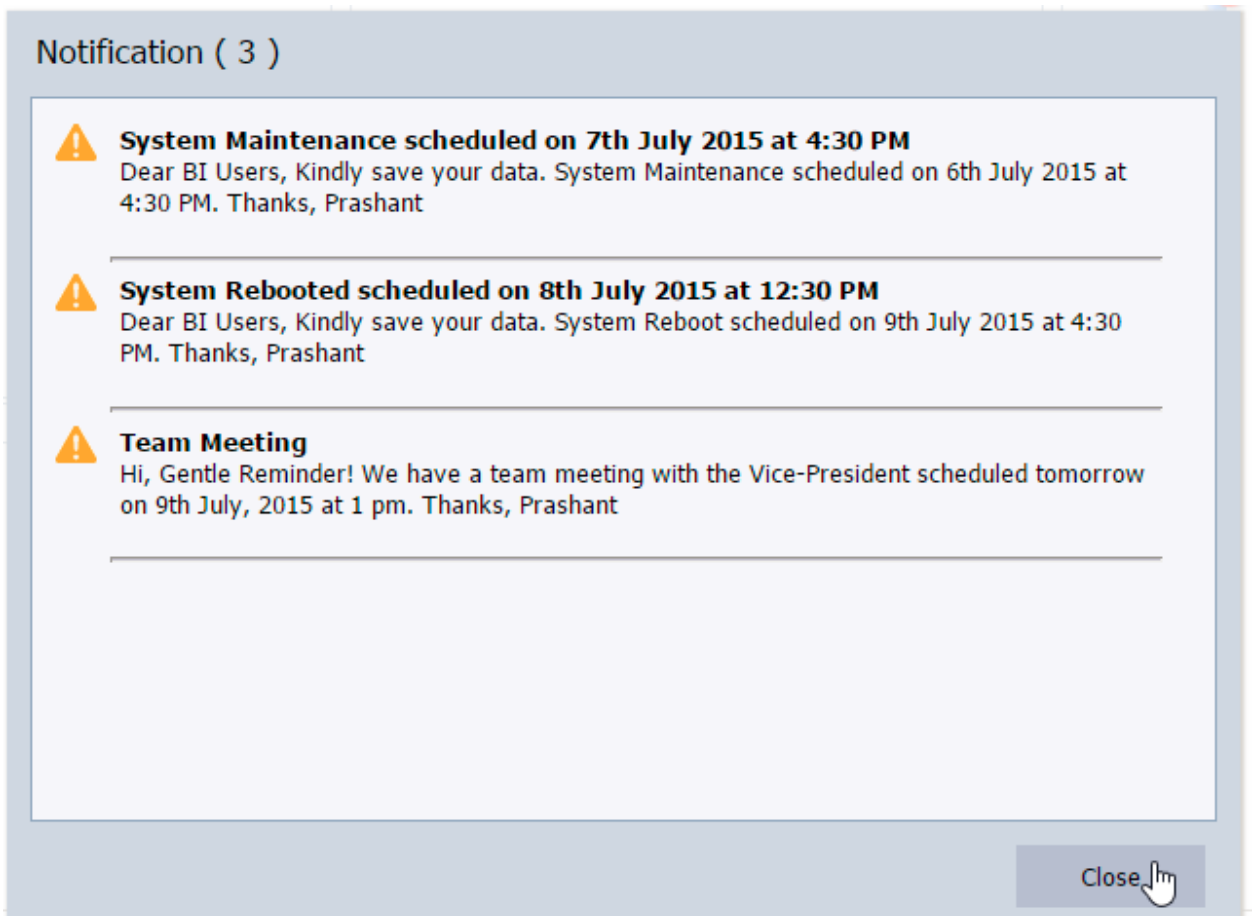 Notification ( 3 )
System Maintenance scheduled on 7th July 2015 at 4:30 PM
Dear BI Users, Kindly save your data. System Maintenance scheduled on 6th July 2015 at
4:30 PM. Thanks, Prashant
System Rebooted scheduled on 8th July 2015 at 12:30 PM
Dear BI Users, Kindly save your data. System Reboot scheduled on 9th July 2015 at 4:30
PM. Thanks, Prashant
Team Meeting
Hi, Gentle Reminder! We have a team meeting with the Vice-President scheduled tomorrow
on 9th July, 2015 at 1 pm. Thanks, Prashant
Close